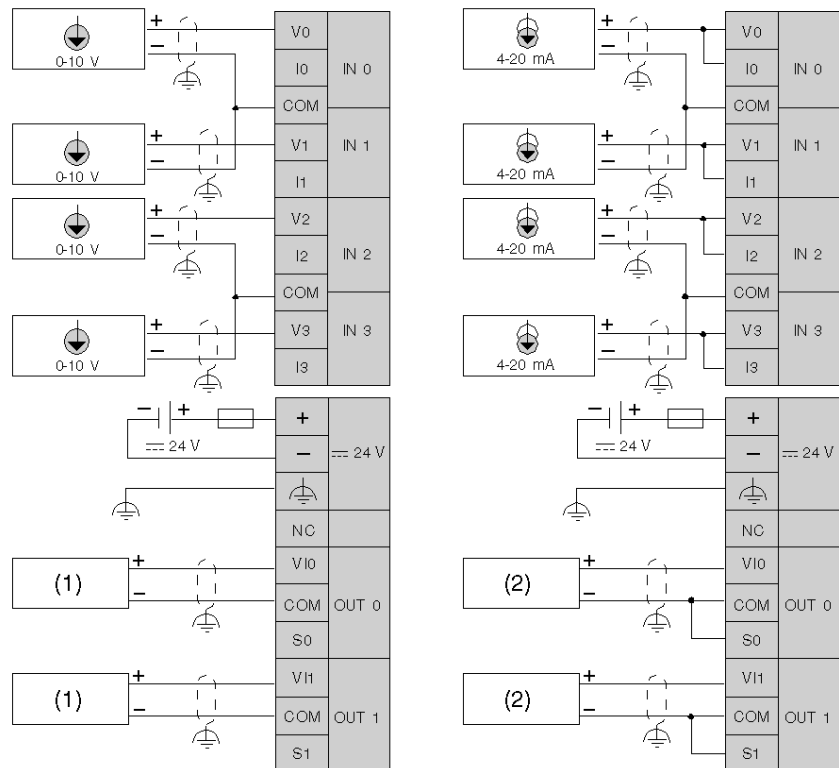 0-10 V
0-10 V
0-10 V
0-10 V
+
−
+
−
+
−
+
−
V0
I0
COM
V1
I1
V2
I2
COM
V3
I3
IN 0
IN 1
IN 2
IN 3
− +
24 V
+
−
24 V
NC
(1)
+
−
VI0
COM
S0
OUT 0
(1)
+
−
VI1
COM
S1
OUT 1
4-20 mA
4-20 mA
4-20 mA
4-20 mA
+
−
+
−
+
−
+
−
V0
I0
COM
V1
I1
V2
I2
COM
V3
I3
IN 0
IN 1
IN 2
IN 3
− +
24 V
+
−
24 V
NC
(2)
+
−
VI0
COM
S0
OUT 0
(2)
+
−
VI1
COM
S1
OUT 1